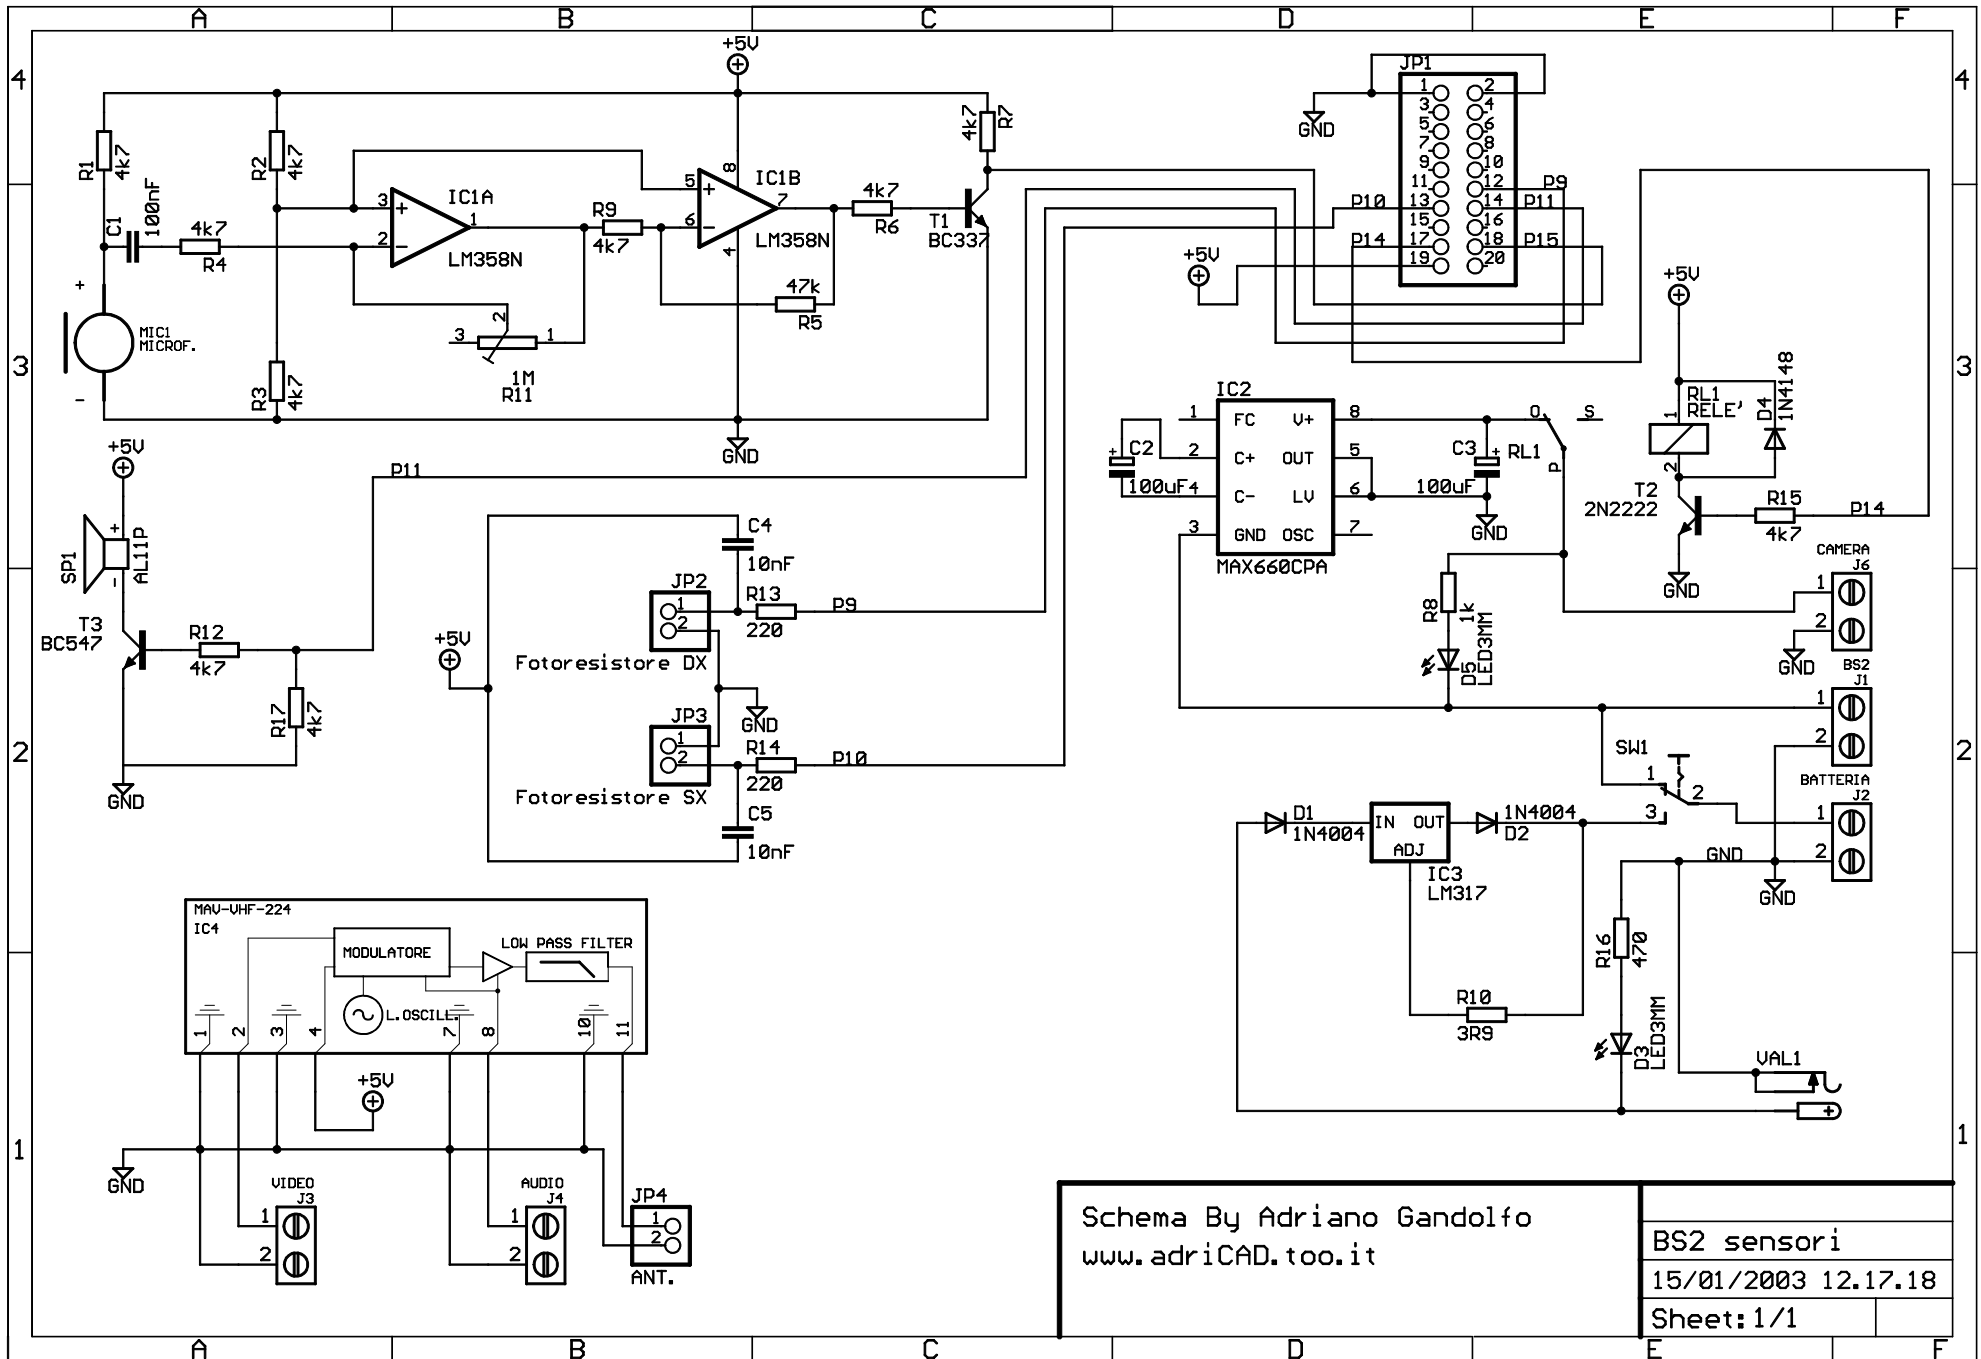 A B C D E F
4
+5V
R1
4k7
C1
100nF
4k7
R4
+
MIC1
MICROF.
-
R2
4k7
R3
4k7
3
+
2
-
IC1A
1
LM358N
3
2
1
1M
R11
R9
4k7
5
+
6
-
8
4
IC1B
7
LM358N
47k
R5
4k7
R6
4k7
R7
T1
BC337
GND
JP1
GND
1 2
3 4
5 6
7 8
9 10
11 12
13 14
15 16
17 18
19 20
P10
P14
P9
P11
P15
+5V
4
3
+5V
SP1
+
-
AL11P
T3
BC547
R12
4k7
R17
4k7
GND
P11
C4
10nF
JP2
1
2
R13
220
P9
Fotoresistore DX
+5V
GND
JP3
1
2
R14
220
P10
Fotoresistore SX
C5
10nF
IC2
1 FC V+ 8
2 C+ OUT 5
4 C- LV 6
3 GND OSC 7
MAX660CPA
+
C2
100uF
C3
+
100uF
GND
O
S
P
RL1
+5V
RL1
RELE'
1
2
D4
1N4148
T2
2N2222
R15
4k7
P14
GND
3
R8
1k
D5
LED3MM
CAMERA
J6
1
2
GND
BS2
J1
1
2
BATTERIA
J2
1
2
GND
GND
SW1
1
2
3
D1
1N4004
IN OUT
ADJ
IC3
LM317
1N4004
D2
R10
3R9
R16
470
D3
LED3MM
VAL1
+
2
2
MAV-VHF-224
IC4
MODULATORE
LOW PASS FILTER
L.OSCILL.
1 2 3 4 7 8 10 11
+5V
GND
VIDEO
J3
1
2
AUDIO
J4
1
2
JP4
1
2
ANT.
1
1
Schema By Adriano Gandolfo
www.adriCAD.too.it
BS2 sensori
15/01/2003 12.17.18
Sheet: 1/1
A B C D E F